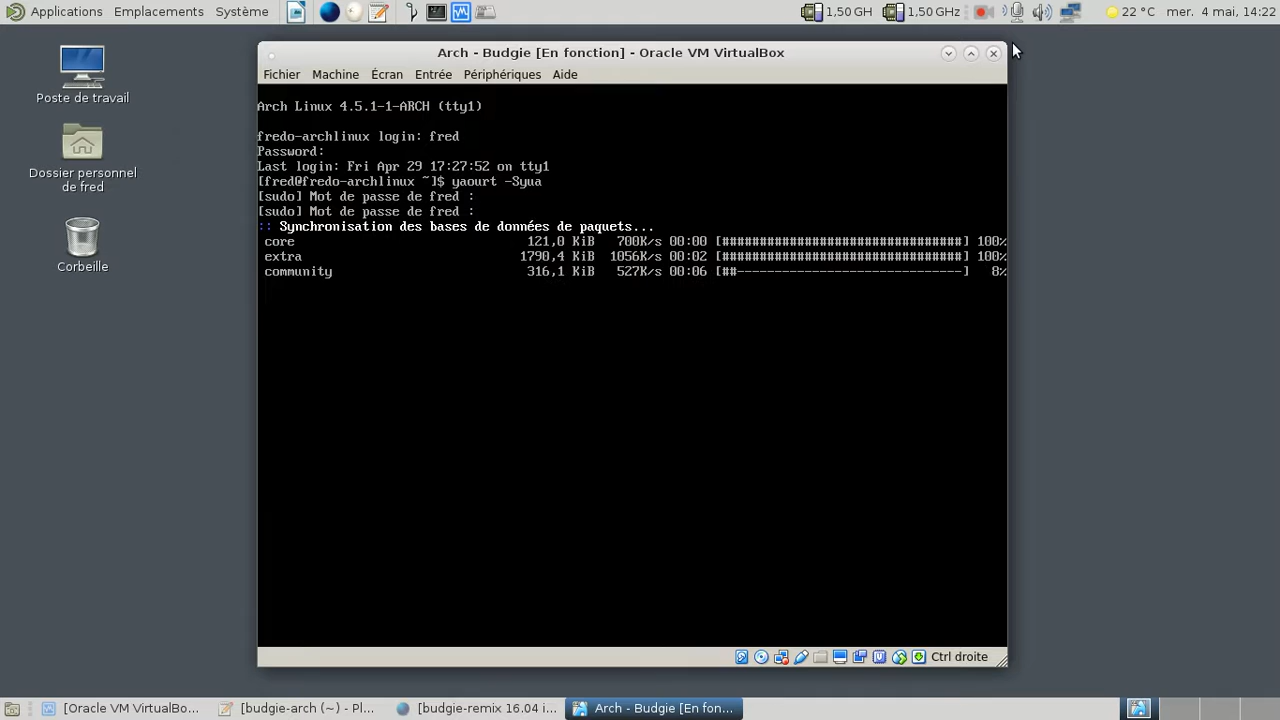 Applications Emplacements Système 1,50 GH 1,50 GHz 22 °C mer. 4 mai, 14:22
Arch - Budgie [En fonction] - Oracle VM VirtualBox
Fichier Machine Écran Entrée Périphériques Aide
Arch Linux 4.5.1-1-ARCH (tty1)
fredo-archlinux login: fred
Password:
Last login: Fri Apr 29 17:27:52 on tty1
[fred@fredo-archlinux ~]$ yaourt -Syua
[sudo] Mot de passe de fred :
[sudo] Mot de passe de fred :
:: Synchronisation des bases de données de paquets...
core 121,0 KiB 700K/s 00:00 [################################] 100%
extra 1790,4 KiB 1056K/s 00:02 [################################] 100%
community 316,1 KiB 527K/s 00:06 [##------------------------------] 8%
Poste de travail
Dossier personnel
de fred
Corbeille
Ctrl droite
[Oracle VM VirtualBo... [budgie-arch (~) - Pl... [budgie-remix 16.04 i... Arch - Budgie [En fon...